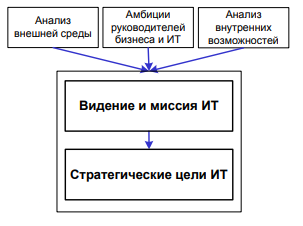 Анализ
внешней среды
Амбиции
руководителей
бизнеса и ИТ
Анализ
внутренних
возможностей
Видение и миссия ИТ
Стратегические цели ИТ